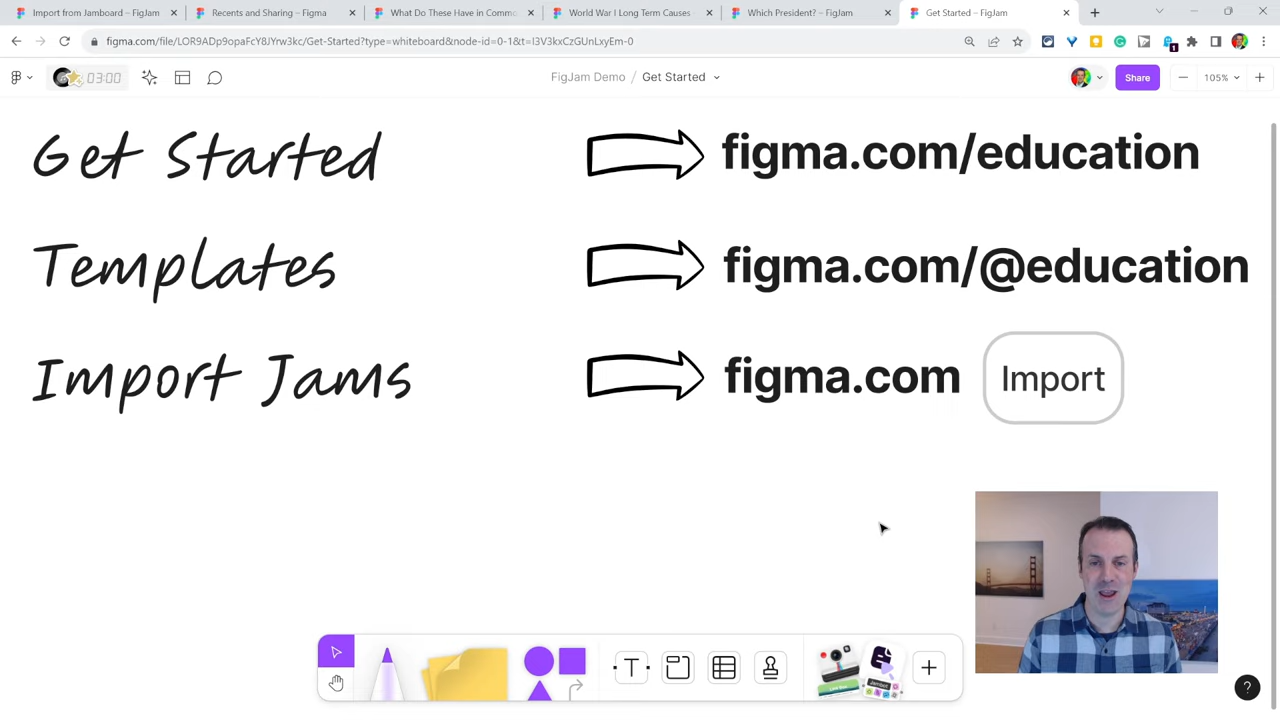 Import from Jamboard – FigJam
Recents and Sharing – Figma
What Do These Have in Commo
World War I Long Term Causes
Which President? – FigJam
Get Started – FigJam
figma.com/file/LOR9ADp9opaFcY8JYrw3kc/Get-Started?type=whiteboard&node-id=0-1&t=I3V3kxCzGUnLxyEm-0
1
03:00
FigJam Demo / Get Started
Share
105%
Get Started
figma.com/education
Templates
figma.com/@education
Import Jams
figma.com
Import
T
Jambot
?